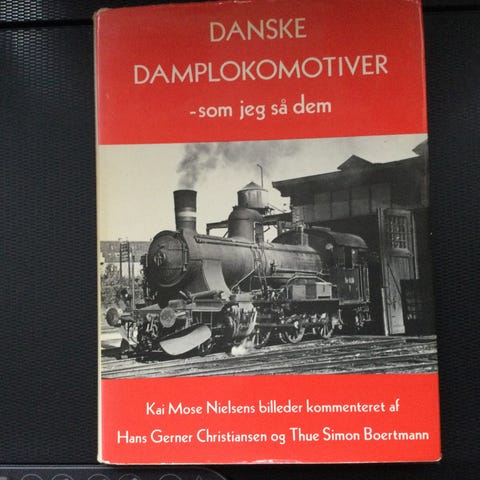 DANSKE
DAMPLOKOMOTIVER
-som jeg så dem
Kai Mose Nielsens billeder kommenteret af
Hans Gerner Christiansen og Thue Simon Boertmann